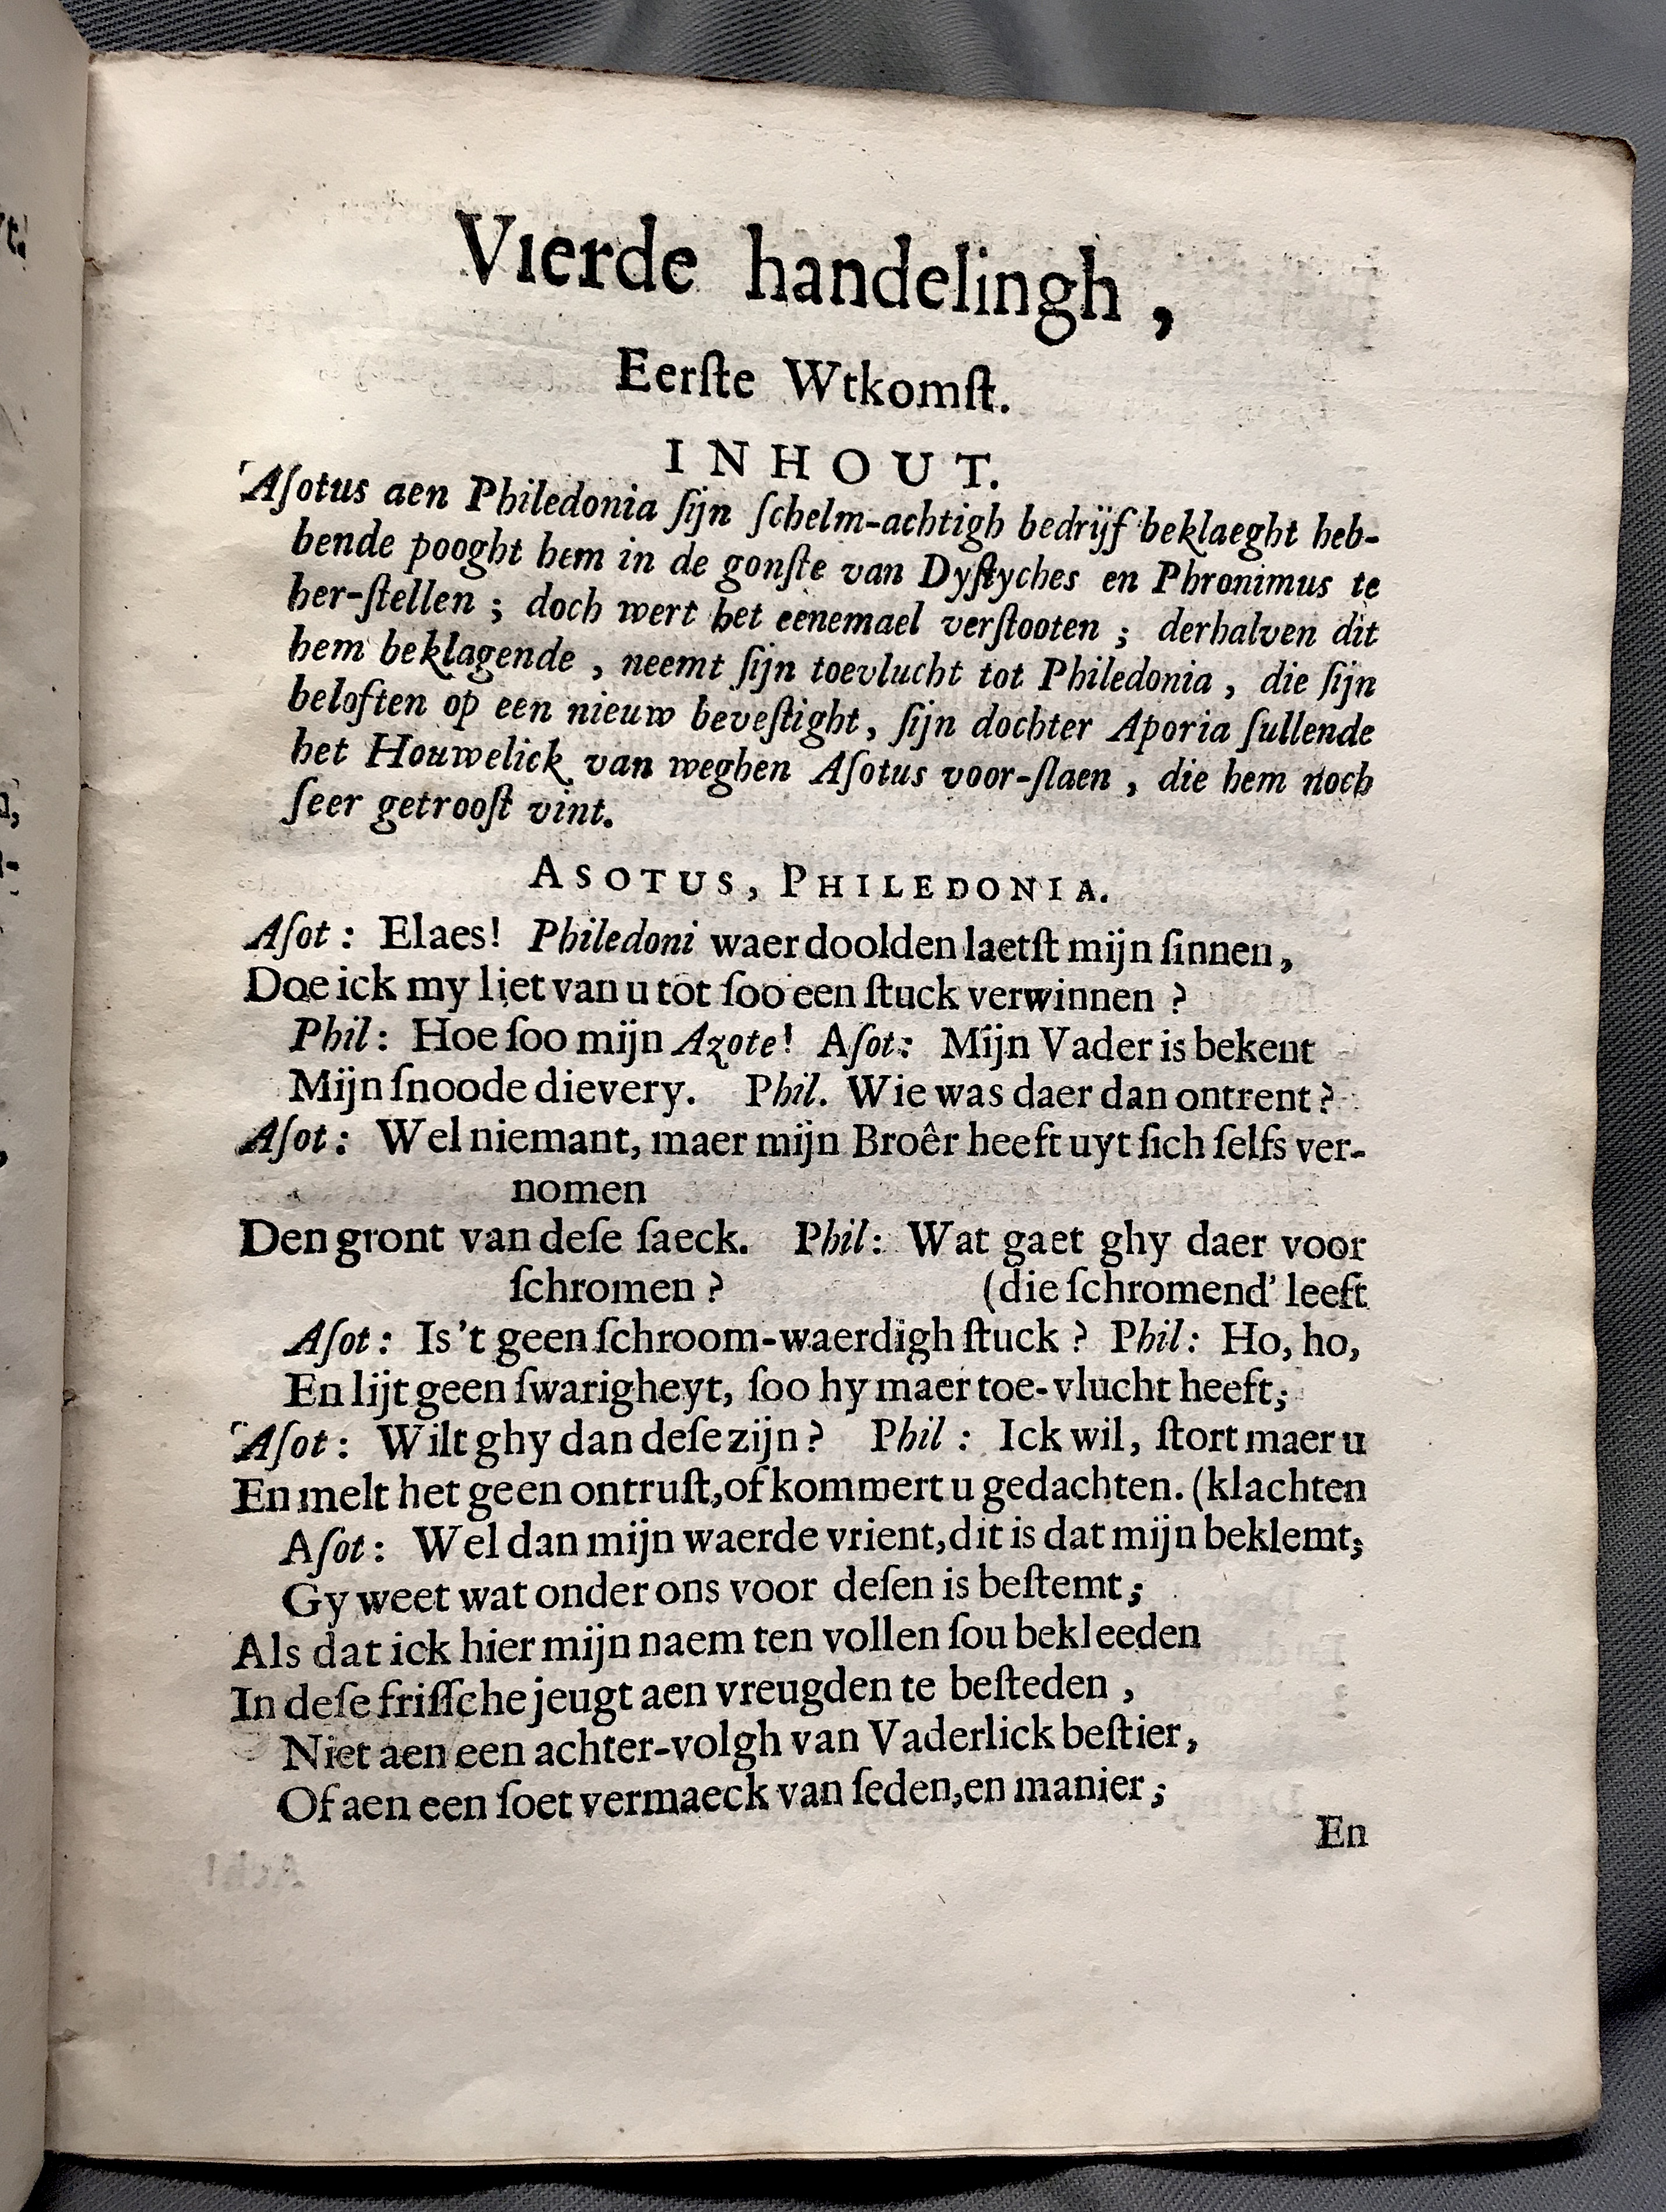 Vierde handelingh,
Eerſte Wtkomſt.
INHOUT.
Aſotus aen Philedonia ſijn ſchelm-achtigh bedrijf beklaeght heb-
bende pooght hem in de gonſte van Dyſtyches en Phronimus te
her-ſtellen ; doch wert het eenemael verſtooten ; derhalven dit
hem beklagende , neemt ſijn toevlucht tot Philedonia , die ſijn
beloften op een nieuw beveſtight, ſijn dochter Aporia ſullende
het Houwelick van weghen Aſotus voor-ſlaen , die hem noch
ſeer getrooſt vint.
ASOTUS, PHILEDONIA.
Aſot : Elaes! Philedoni waer doolden laetſt mijn ſinnen,
Doe ick my liet van u tot ſoo een ſtuck verwinnen ?
Phil : Hoe ſoo mijn Azote! Aſot: Mijn Vader is bekent
Mijn ſnoode dievery. Phil. Wie was daer dan ontrent?
Aſot : Wel niemant, maer mijn Broêr heeft uyt ſich ſelfs ver-
nomen
Den gront van deſe ſaeck. Phil: Wat gaet ghy daer voor
ſchromen ? (die ſchromend' leeft
Aſot : Is 't geen ſchroom-waerdigh ſtuck ? Phil: Ho, ho,
En lijt geen ſwarigheyt, ſoo hy maer toe-vlucht heeft;
Aſot : Wilt ghy dan deſe zijn ? Phil : Ick wil, ſtort maer u
En melt het geen ontruſt, of kommert u gedachten. (klachten
Aſot : Wel dan mijn waerde vrient, dit is dat mijn beklemt;
Gy weet wat onder ons voor deſen is beſtemt;
Als dat ick hier mijn naem ten vollen ſou bekleeden
In deſe friſſche jeugt aen vreugden te beſteden ,
Niet aen een achter-volgh van Vaderlick beſtier,
Of aen een ſoet vermaeck van ſeden, en manier;
En